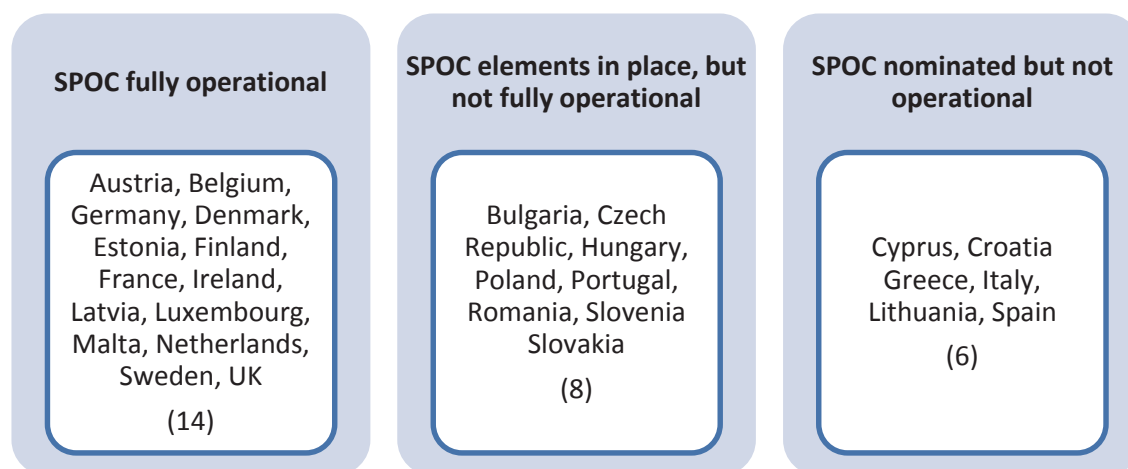 SPOC fully operational
Austria, Belgium,
Germany, Denmark,
Estonia, Finland,
France, Ireland,
Latvia, Luxembourg,
Malta, Netherlands,
Sweden, UK
(14)
SPOC elements in place, but
not fully operational
Bulgaria, Czech
Republic, Hungary,
Poland, Portugal,
Romania, Slovenia
Slovakia
(8)
SPOC nominated but not
operational
Cyprus, Croatia
Greece, Italy,
Lithuania, Spain
(6)